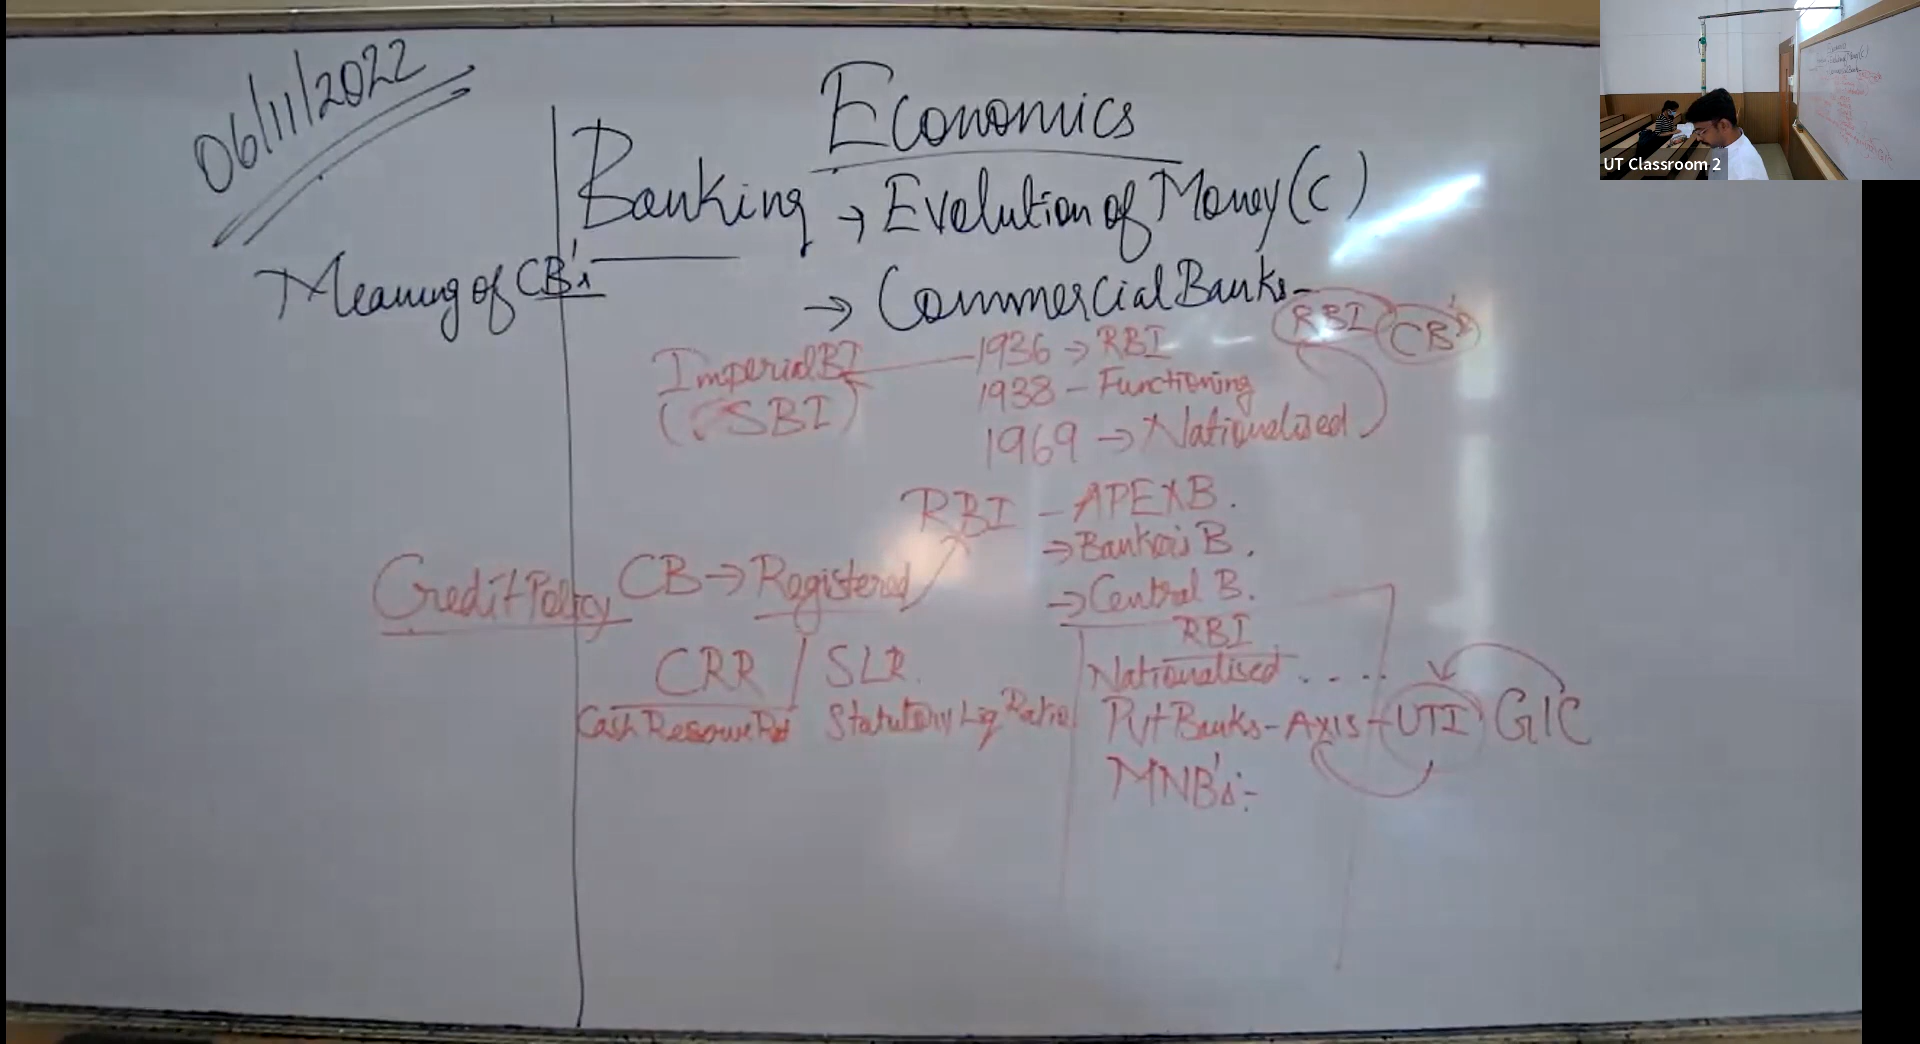 06/11/2022
Economics
Banking → Evolution of Money (C)
Meaning of CB's
→ Commercial Banks-
RBI CB's
Imperial BI 1936 → RBI
(SBI) 1938 - Functioning
1969 → Nationalised
RBI - APEX B.
→ Banker's B.
Credit Policy CB → Registered
→ Central B.
RBI
CRR / SLR
Nationalised ....
Cash Reserve Statutory Liq Ratio
Pvt Banks - Axis - UTI GIC
MNB's:-
UT Classroom 2